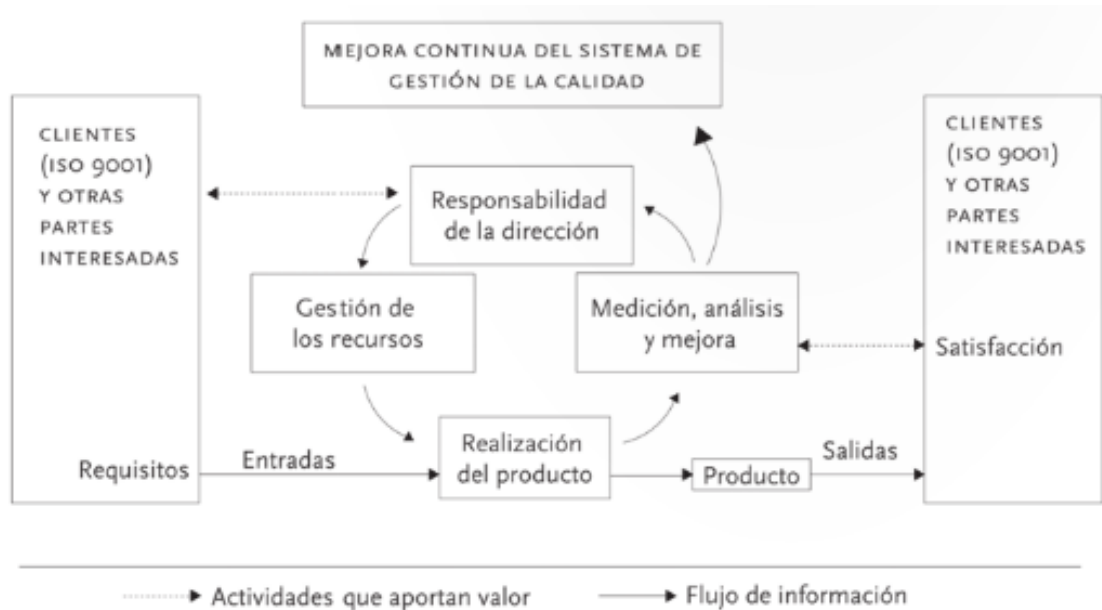 MEJORA CONTINUA DEL SISTEMA DE
GESTIÓN DE LA CALIDAD
CLIENTES
(ISO 9001)
Y OTRAS
PARTES
INTERESADAS
Responsabilidad
de la dirección
Gestión de
los recursos
Medición, análisis
y mejora
Realización
del producto
Requisitos
Entradas
Producto
Salidas
CLIENTES
(ISO 9001)
Y OTRAS
PARTES
INTERESADAS
Satisfacción
Actividades que aportan valor
Flujo de información